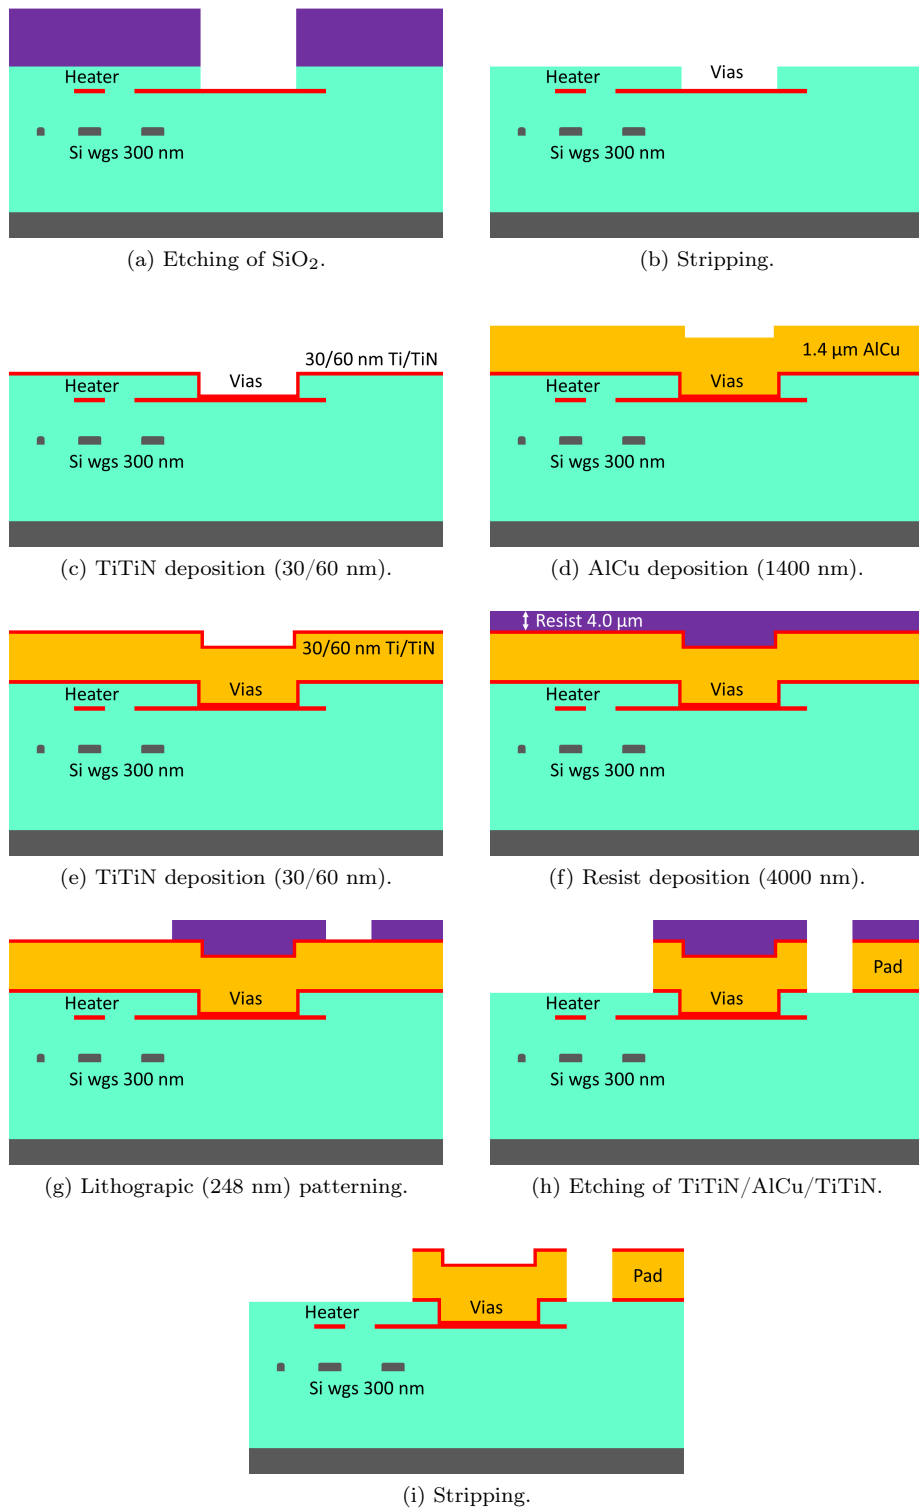 Heater
Si wgs 300 nm
(a) Etching of SiO₂.
Vias
Heater
Si wgs 300 nm
(b) Stripping.
30/60 nm Ti/TiN
Vias
Heater
Si wgs 300 nm
(c) TiTiN deposition (30/60 nm).
1.4 µm AlCu
Vias
Heater
Si wgs 300 nm
(d) AlCu deposition (1400 nm).
30/60 nm Ti/TiN
Vias
Heater
Si wgs 300 nm
(e) TiTiN deposition (30/60 nm).
Resist 4.0 µm
Vias
Heater
Si wgs 300 nm
(f) Resist deposition (4000 nm).
Vias
Heater
Si wgs 300 nm
(g) Lithograpic (248 nm) patterning.
Pad
Vias
Heater
Si wgs 300 nm
(h) Etching of TiTiN/AlCu/TiTiN.
Pad
Vias
Heater
Si wgs 300 nm
(i) Stripping.